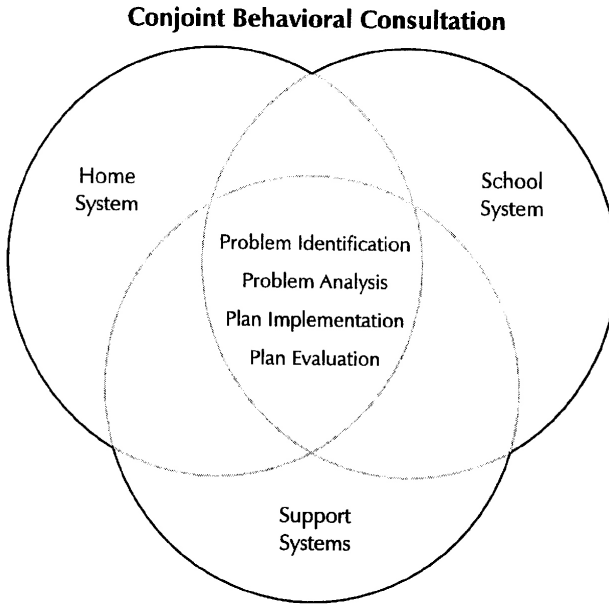 Conjoint Behavioral Consultation
Home
System
School
System
Problem Identification
Problem Analysis
Plan Implementation
Plan Evaluation
Support
Systems